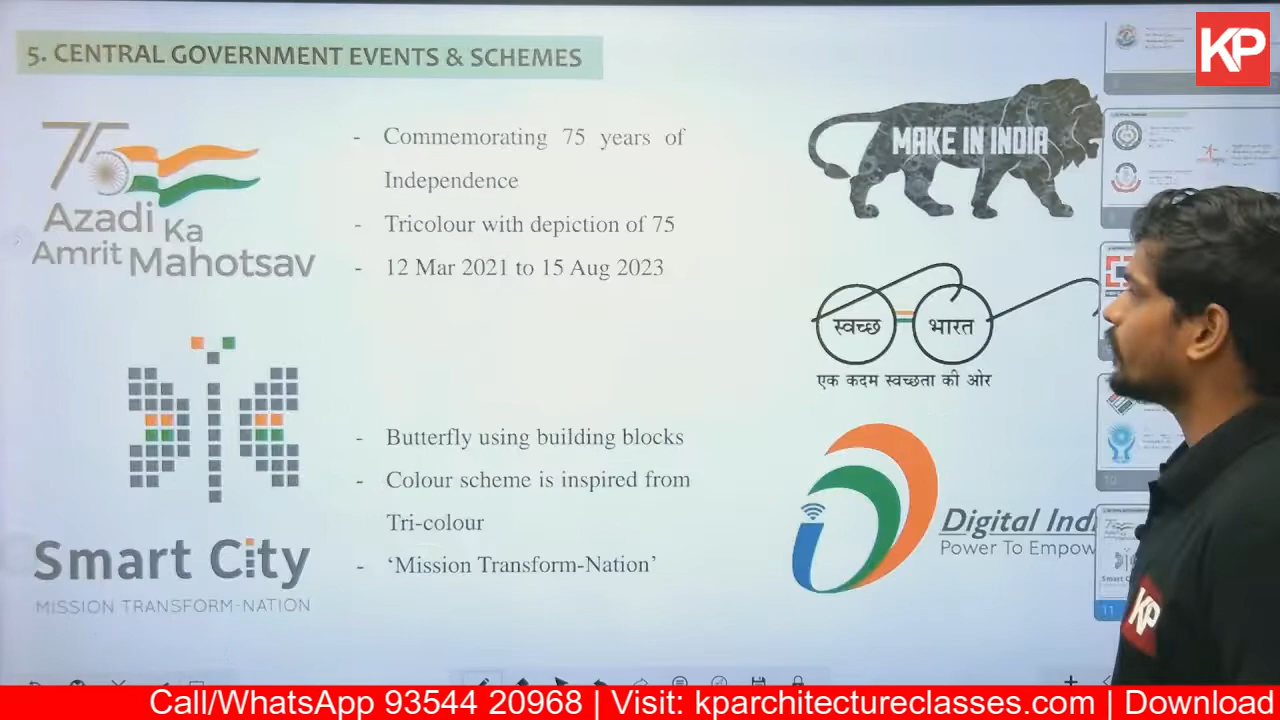 KP
5. CENTRAL GOVERNMENT EVENTS & SCHEMES
75
Azadi Ka
Amrit Mahotsav
- Commemorating 75 years of
Independence
- Tricolour with depiction of 75
- 12 Mar 2021 to 15 Aug 2023
MAKE IN INDIA
स्वच्छ भारत
एक कदम स्वच्छता की ओर
Smart City
MISSION TRANSFORM-NATION
- Butterfly using building blocks
- Colour scheme is inspired from
Tri-colour
- ‘Mission Transform-Nation’
Digital Indi
Power To Empow
10
11
KP
Call/WhatsApp 93544 20968 | Visit: kparchitectureclasses.com | Download